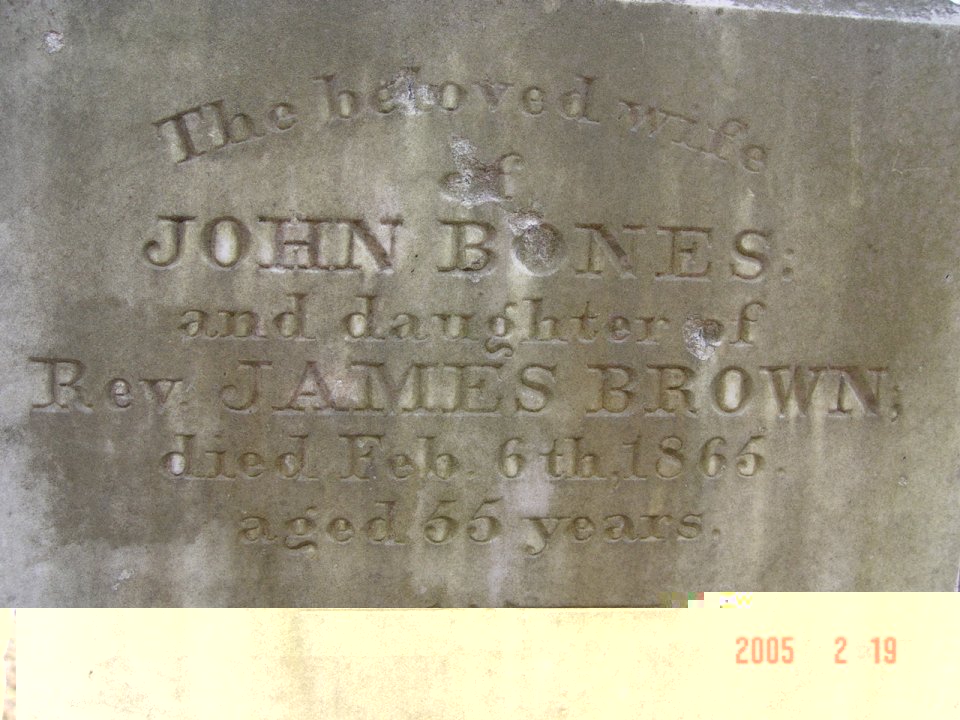 The beloved wife
of
JOHN BONES:
and daughter of
Rev. JAMES BROWN;
died Feb. 6th, 1865.
aged 55 years.
2005 2 19